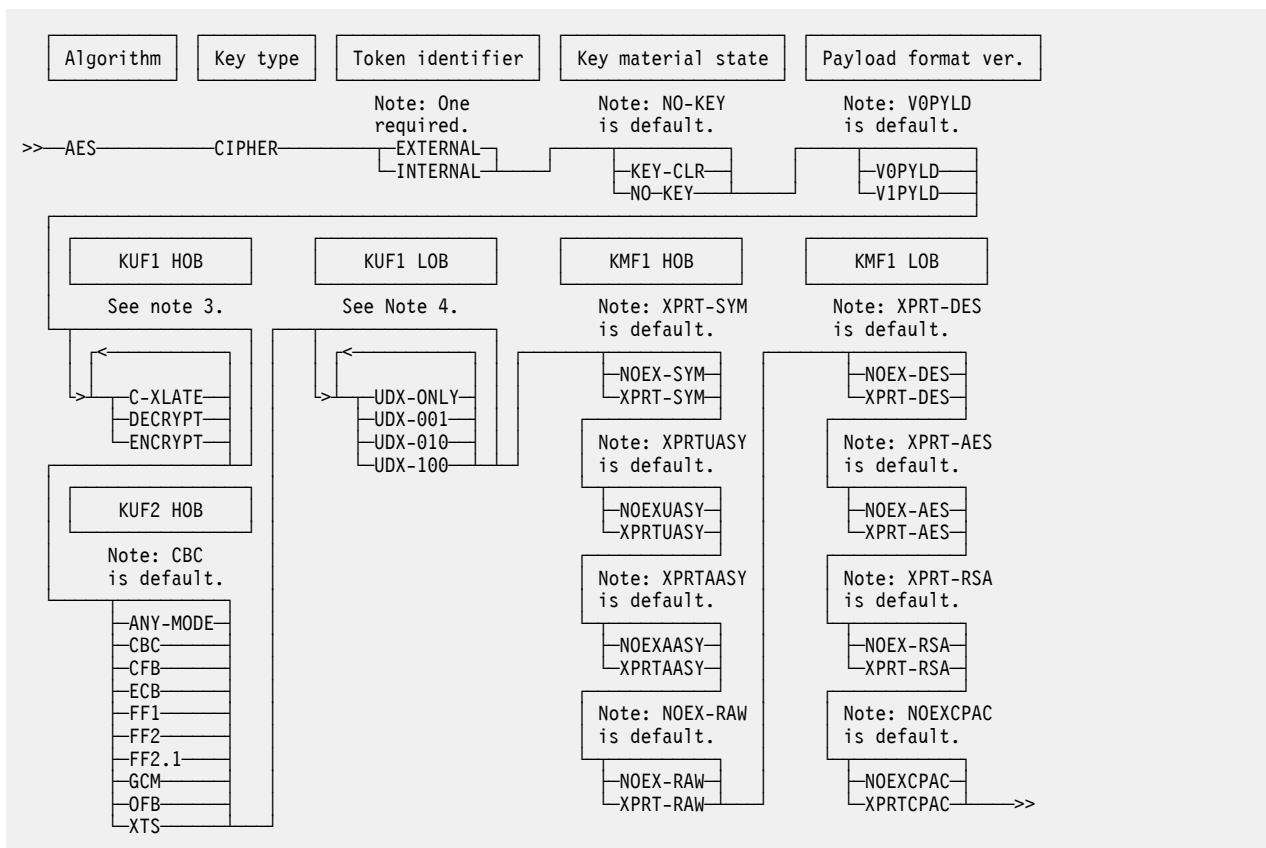 Algorithm Key type Token identifier Key material state Payload format ver.
Note: One required.
Note: NO-KEY is default.
Note: V0PYLD is default.
>>—AES—CIPHER—EXTERNAL
INTERNAL
KEY-CLR
NO-KEY
V0PYLD
V1PYLD
KUF1 HOB
See note 3.
C-XLATE
DECRYPT
ENCRYPT
KUF2 HOB
Note: CBC
is default.
ANY-MODE
CBC
CFB
ECB
FF1
FF2
FF2.1
GCM
OFB
XTS
KUF1 LOB
See Note 4.
UDX-ONLY
UDX-001
UDX-010
UDX-100
KMF1 HOB
Note: XPRT-SYM
is default.
NOEX-SYM
XPRT-SYM
Note: XPRTUASY
is default.
NOEXUASY
XPRTUASY
Note: XPRTAASY
is default.
NOEXAASY
XPRTAASY
Note: NOEX-RAW
is default.
NOEX-RAW
XPRT-RAW
KMF1 LOB
Note: XPRT-DES
is default.
NOEX-DES
XPRT-DES
Note: XPRT-AES
is default.
NOEX-AES
XPRT-AES
Note: XPRT-RSA
is default.
NOEX-RSA
XPRT-RSA
Note: NOEXCPAC
is default.
NOEXCPAC
XPRTCPAC—>>